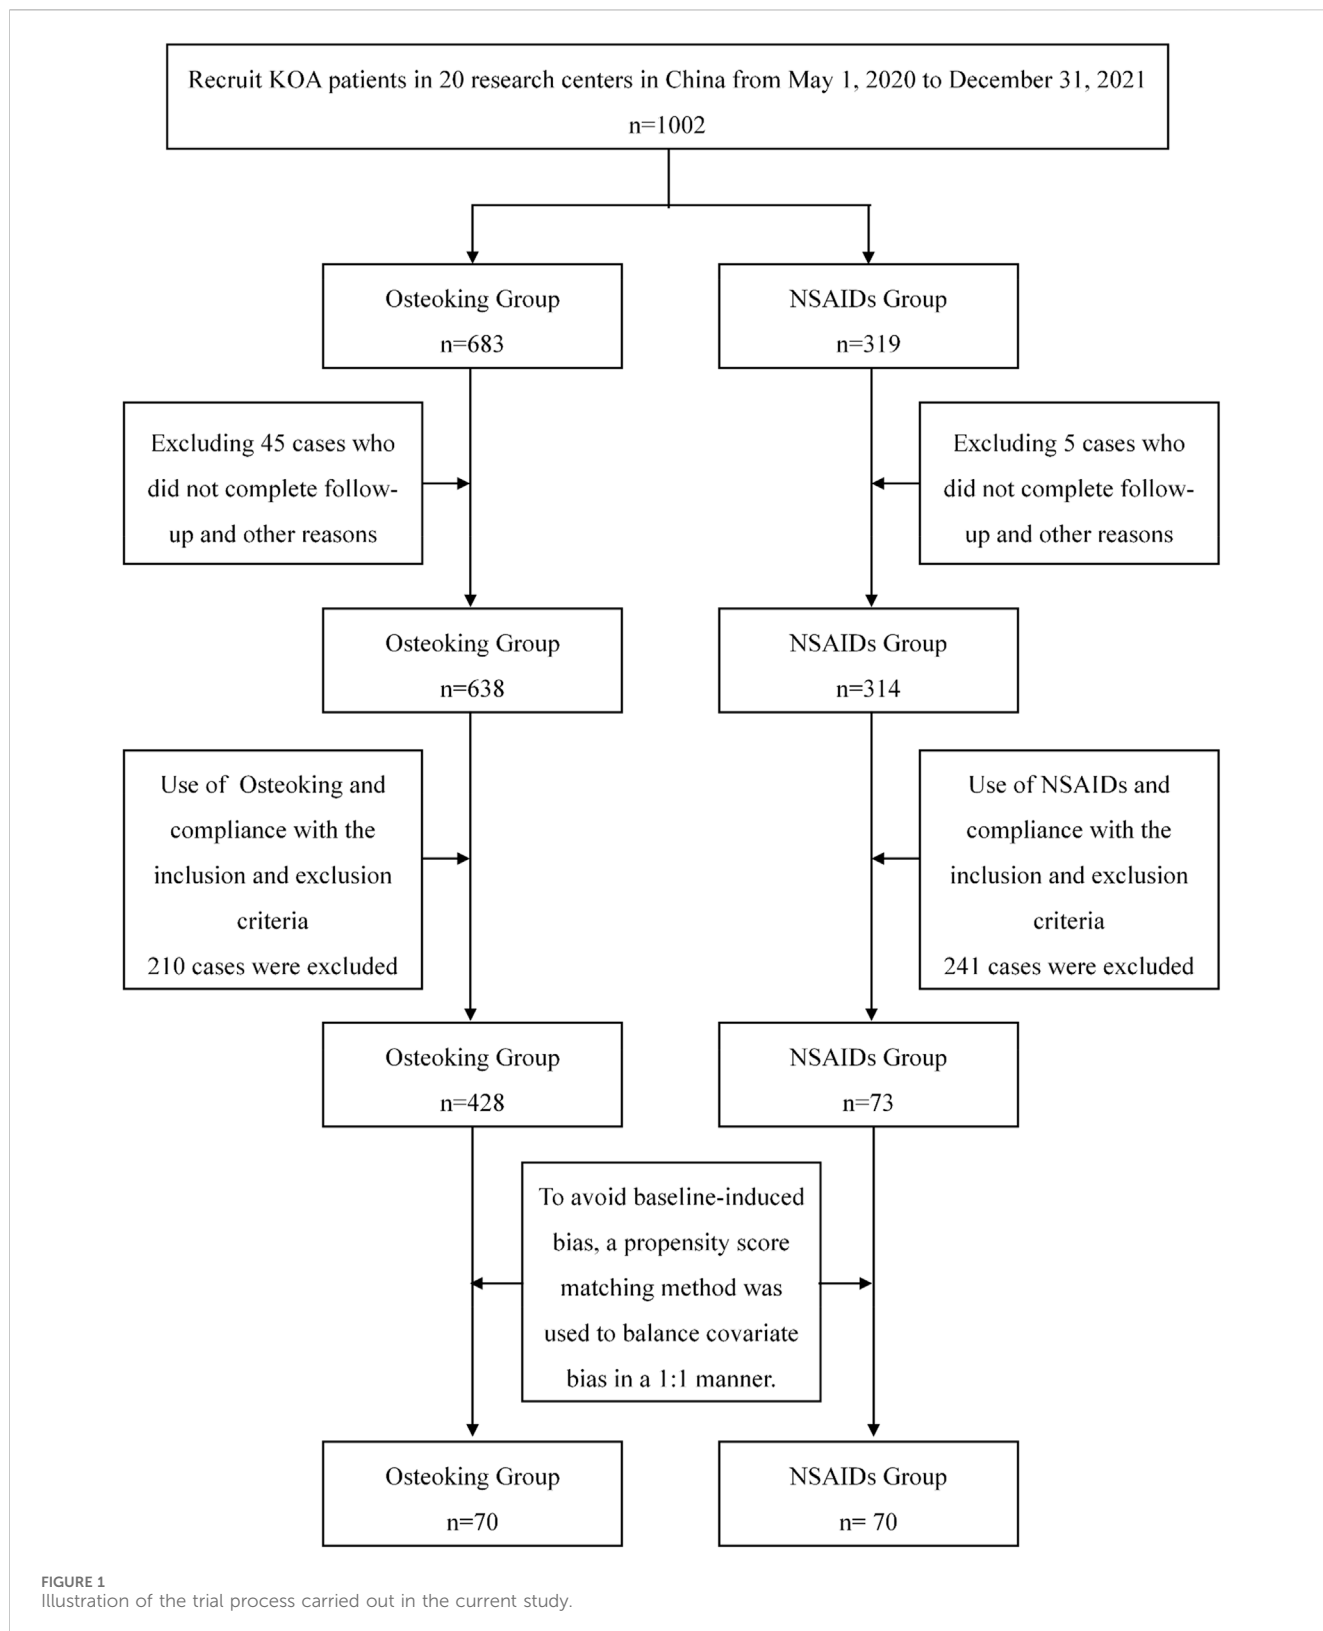 Recruit KOA patients in 20 research centers in China from May 1, 2020 to December 31, 2021
n=1002
Osteoking Group
n=683
NSAIDs Group
n=319
Excluding 45 cases who
did not complete follow-
up and other reasons
Excluding 5 cases who
did not complete follow-
up and other reasons
Osteoking Group
n=638
NSAIDs Group
n=314
Use of Osteoking and
compliance with the
inclusion and exclusion
criteria
210 cases were excluded
Use of NSAIDs and
compliance with the
inclusion and exclusion
criteria
241 cases were excluded
Osteoking Group
n=428
NSAIDs Group
n=73
To avoid baseline-induced
bias, a propensity score
matching method was
used to balance covariate
bias in a 1:1 manner.
Osteoking Group
n=70
NSAIDs Group
n= 70
FIGURE 1
Illustration of the trial process carried out in the current study.